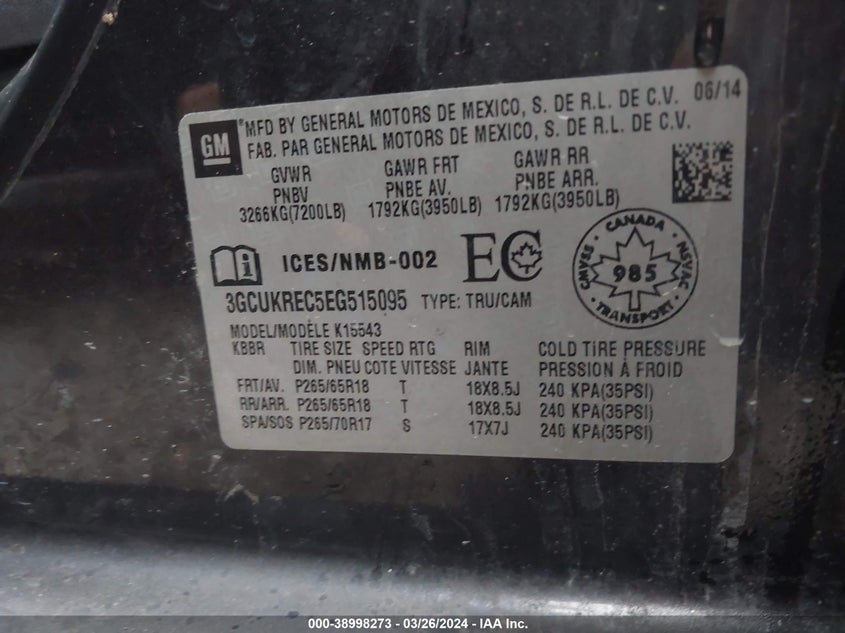 GM
*MFD BY GENERAL MOTORS DE MEXICO, S. DE R.L. DE C.V. 06/14
FAB. PAR GENERAL MOTORS DE MEXICO, S. DE R.L. DE C.V.
GVWR GAWR FRT GAWR RR
PNBV PNBE AV. PNBE ARR.
3266KG(7200LB) 1792KG(3950LB) 1792KG(3950LB)
ICES/NMB-002 EC
CANADA
CMVSS 985 NSVAC
TRANSPORT
3GCUKREC5EG515095 TYPE: TRU/CAM
MODEL/MODÈLE K15543
KBBR TIRE SIZE SPEED RTG RIM COLD TIRE PRESSURE
DIM. PNEU COTE VITESSE JANTE PRESSION À FROID
FRT/AV. P265/65R18 T 18X8.5J 240 KPA(35PSI)
RR/ARR. P265/65R18 T 18X8.5J 240 KPA(35PSI)
SPA/SOS P265/70R17 S 17X7J 240 KPA(35PSI)
000-38998273 - 03/26/2024 - IAA Inc.